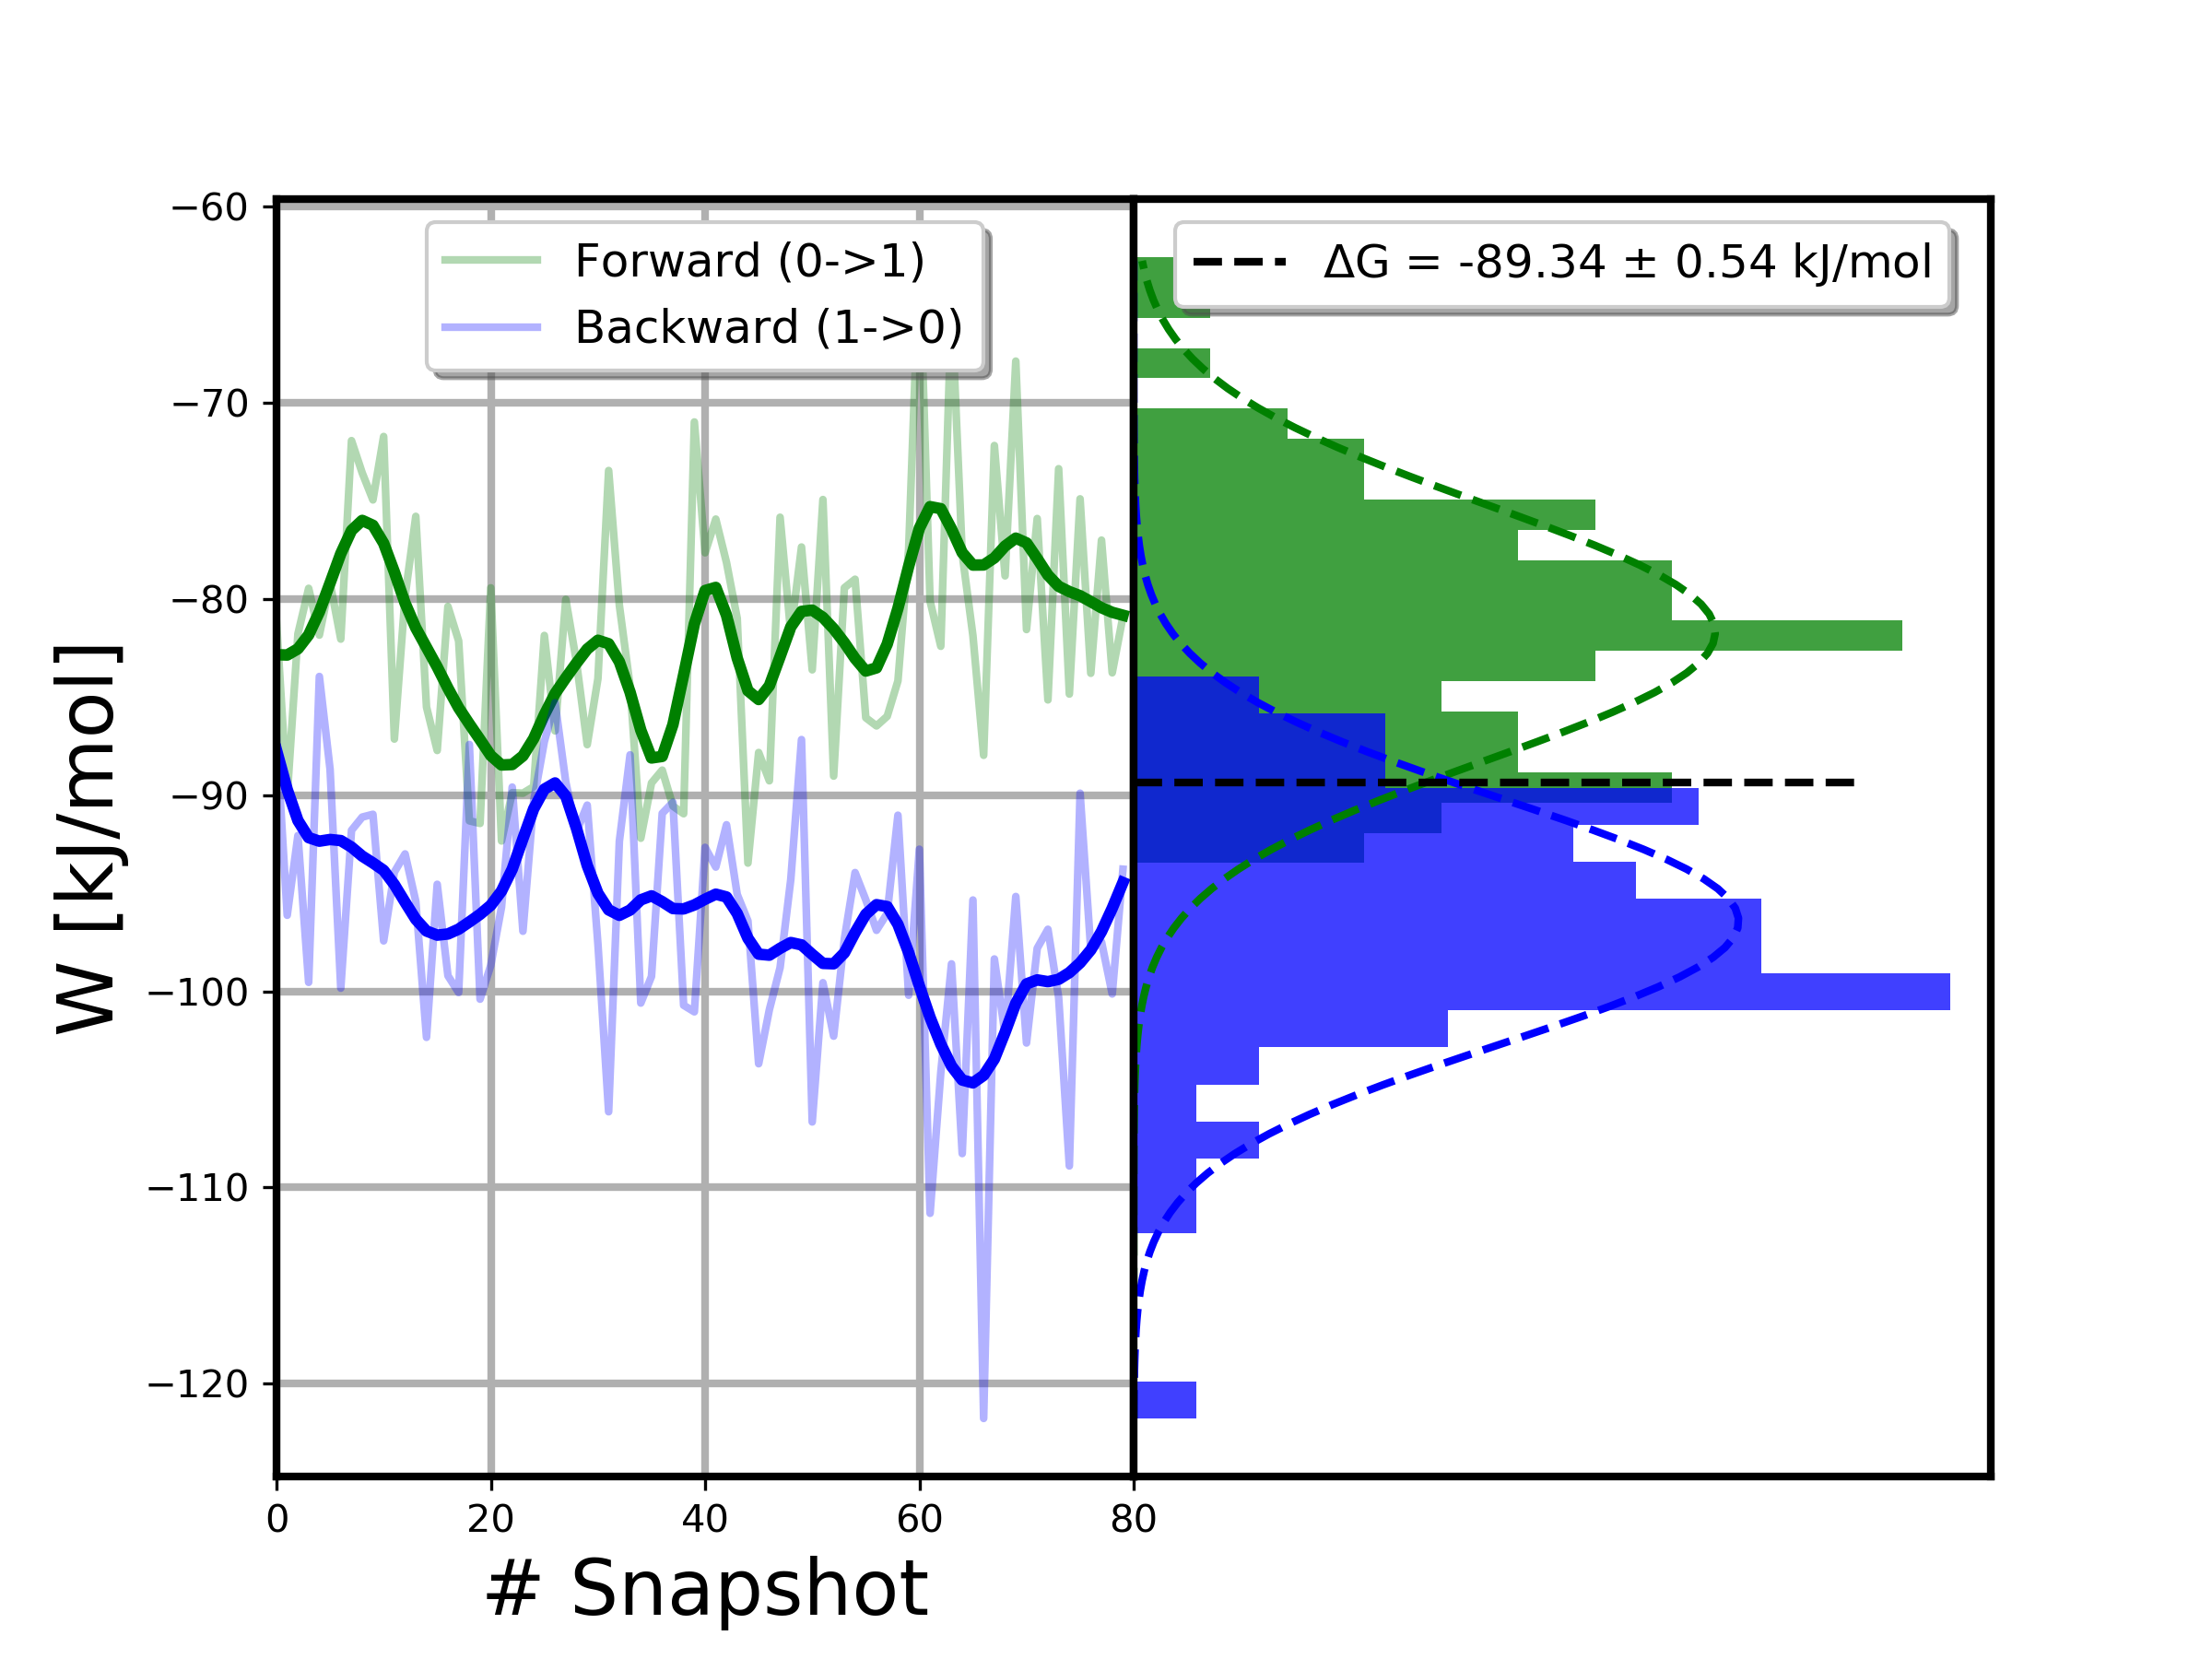 Forward (0->1)
Backward (1->0)
ΔG = -89.34 ± 0.54 kJ/mol
W [kJ/mol]
−60
−70
−80
−90
−100
−110
−120
0 20 40 60 80
# Snapshot